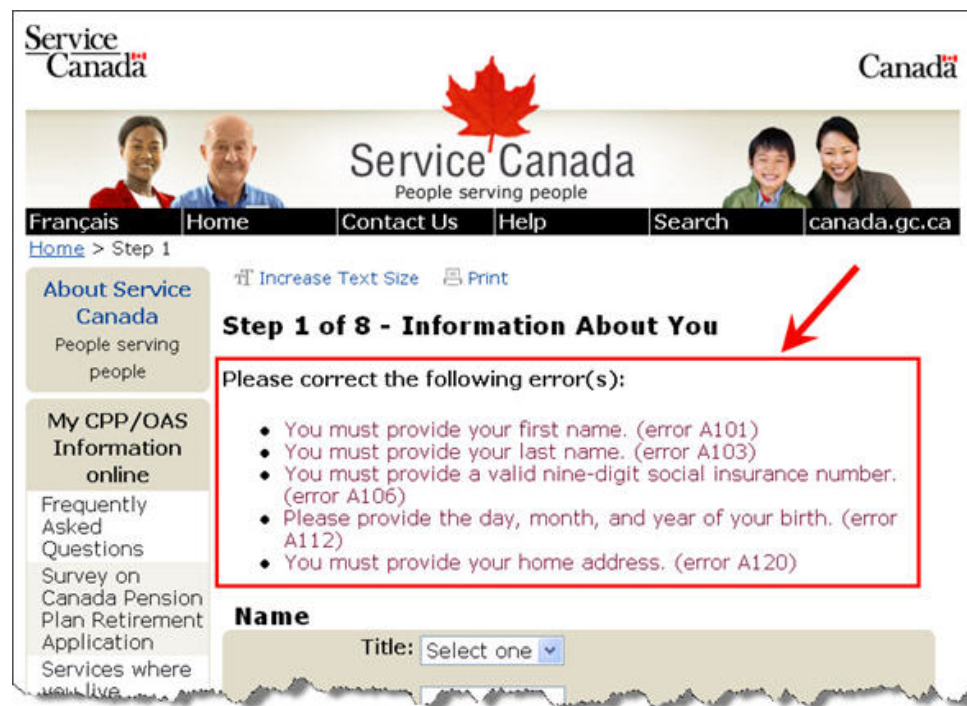 Service
Canada
Canada
Service Canada
People serving people
Français Home Contact Us Help Search canada.gc.ca
Home > Step 1
About Service
Canada
People serving
people
My CPP/OAS
Information
online
Frequently
Asked
Questions
Survey on
Canada Pension
Plan Retirement
Application
Services where
you live
Increase Text Size Print
Step 1 of 8 - Information About You
Please correct the following error(s):
• You must provide your first name. (error A101)
• You must provide your last name. (error A103)
• You must provide a valid nine-digit social insurance number.
(error A106)
• Please provide the day, month, and year of your birth. (error
A112)
• You must provide your home address. (error A120)
Name
Title: Select one